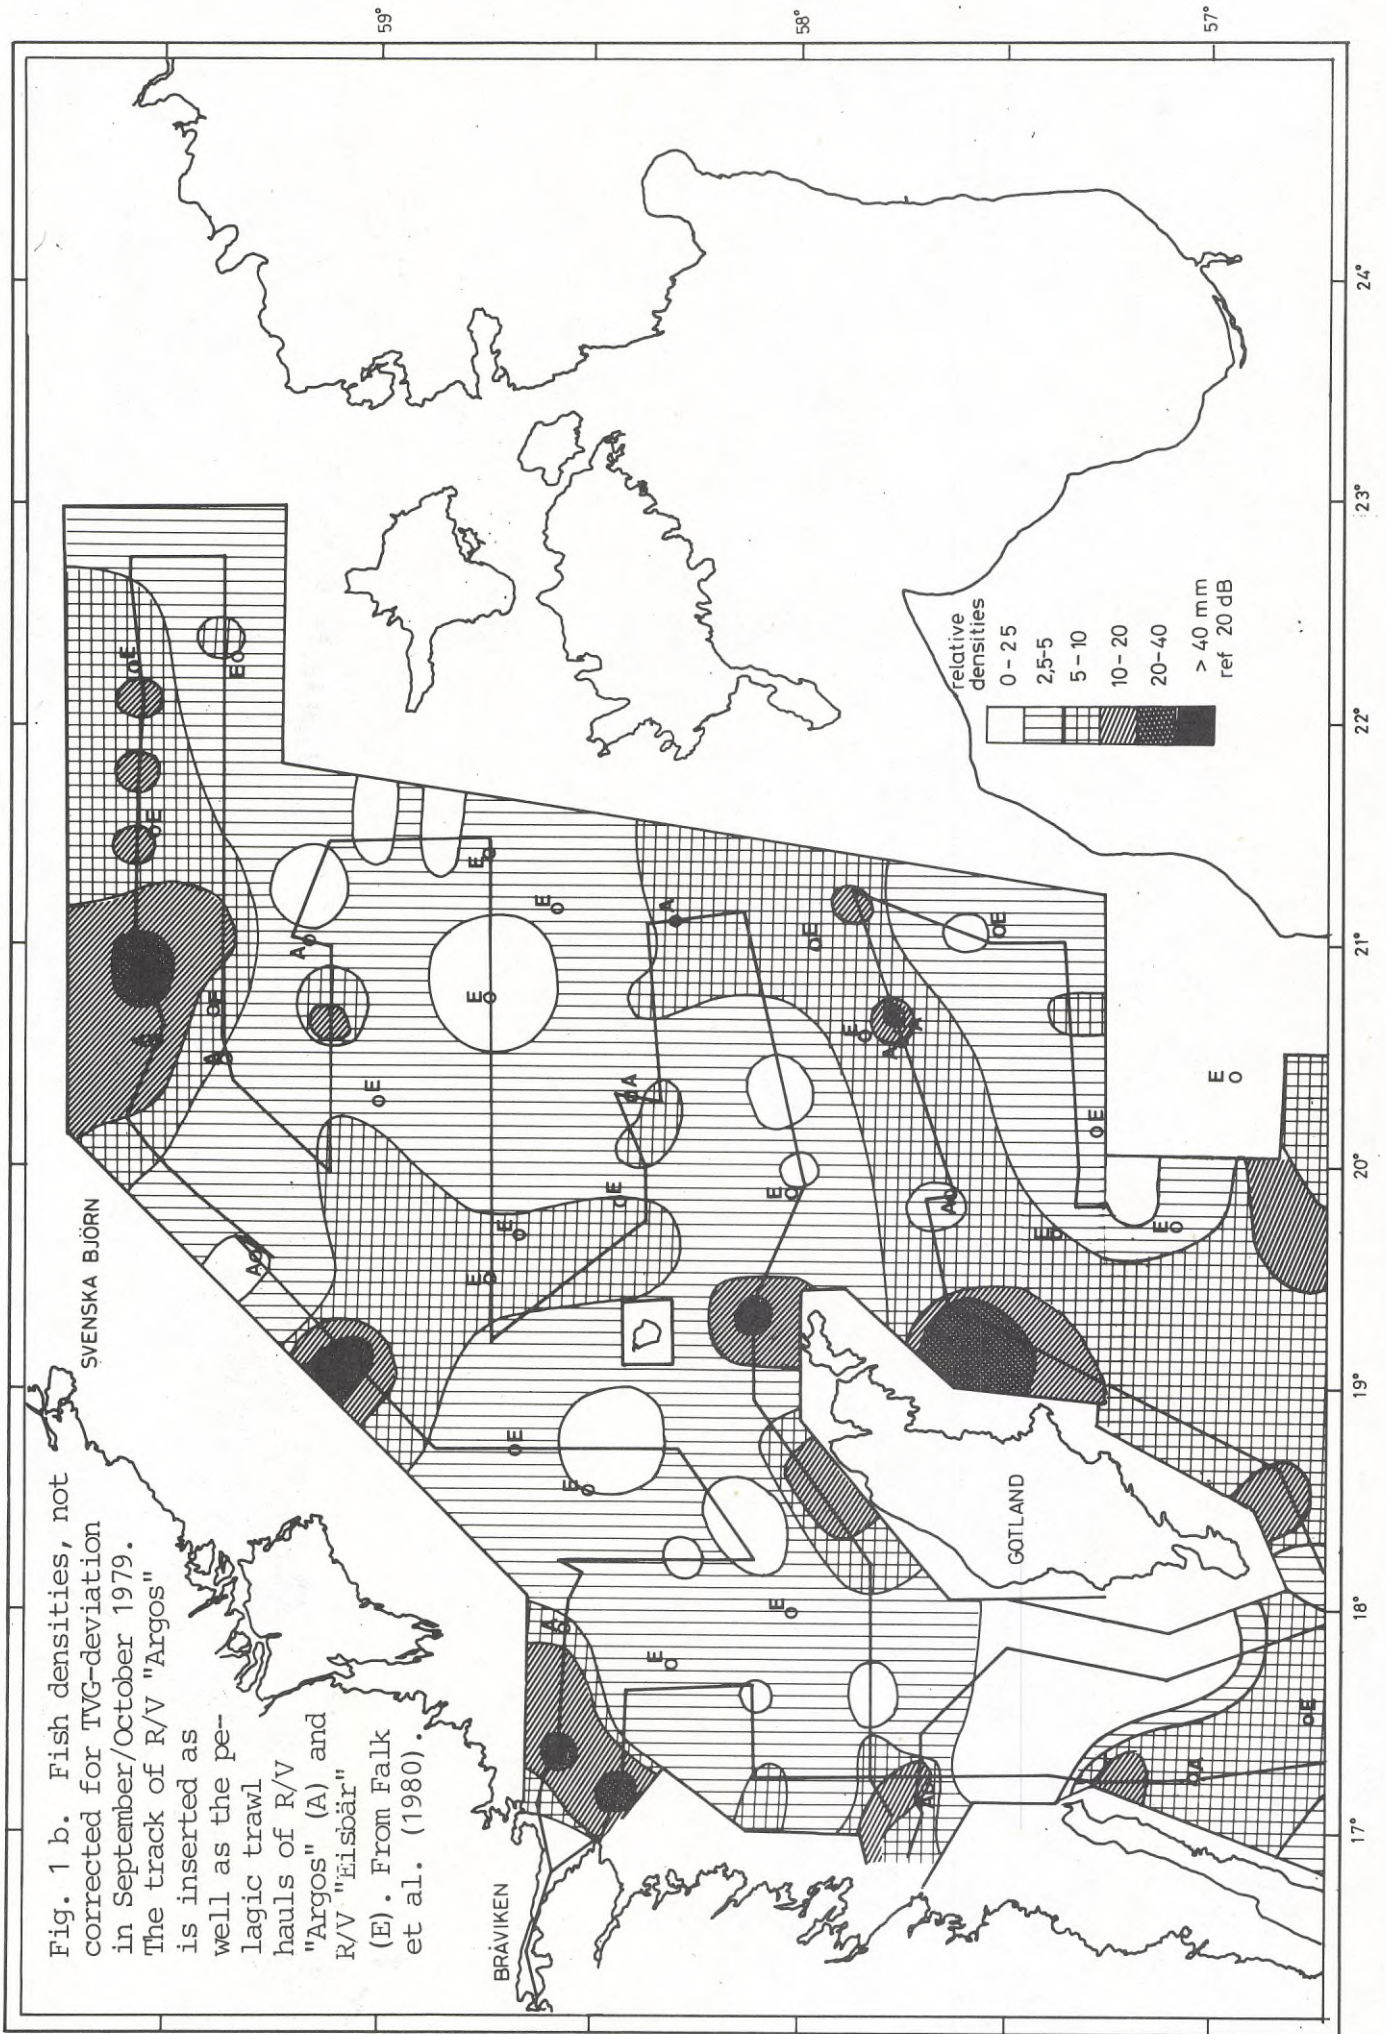 Fig. 1 b. Fish densities, not
corrected for TVG-deviation
in September/October 1979.
The track of R/V "Argos"
is inserted as
well as the pe-
lagic trawl
hauls of R/V
"Argos" (A) and
R/V "Eisbär"
(E). From Falk
et al. (1980).
SVENSKA BJÖRN
BRÅVIKEN
GOTLAND
relative
densities
0 - 2 5
2,5-5
5 - 10
10 - 20
20-40
> 40 mm
ref 20 dB
59°
58°
57°
17°
18°
19°
20°
21°
22°
23°
24°
E
E
E
E
A
A
E
A
E
E
E
E
A
E
A
E
E
E
E
A
A
E
E
E
A
E
E
E
E
E
A
E
E
A
A
E